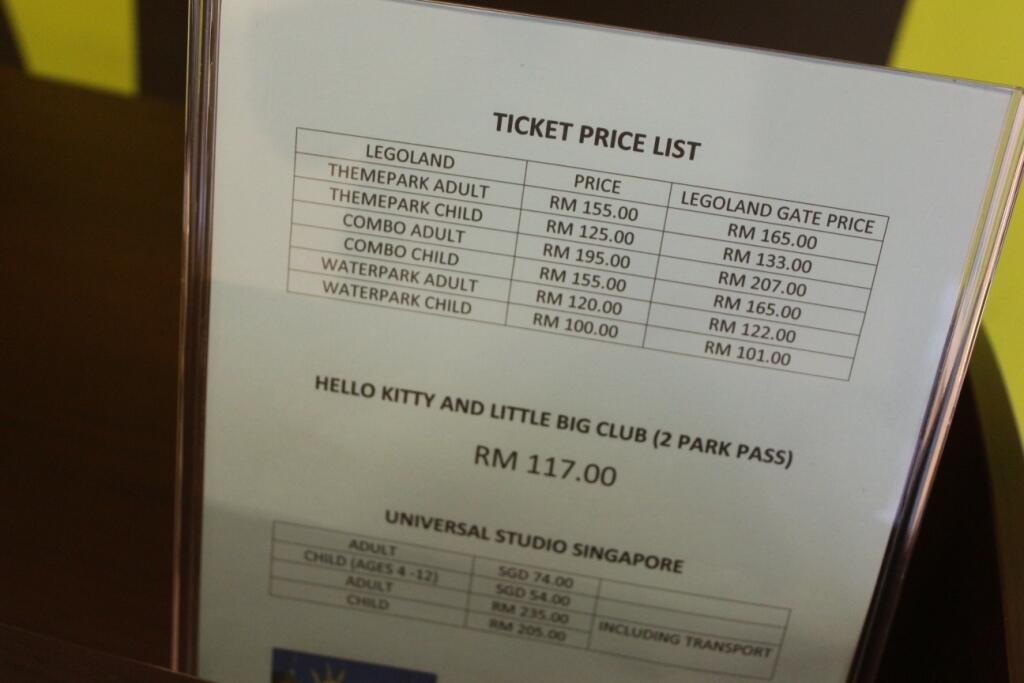 TICKET PRICE LIST
LEGOLAND PRICE LEGOLAND GATE PRICE
THEMEPARK ADULT RM 155.00 RM 165.00
THEMEPARK CHILD RM 125.00 RM 133.00
COMBO ADULT RM 195.00 RM 207.00
COMBO CHILD RM 155.00 RM 165.00
WATERPARK ADULT RM 120.00 RM 122.00
WATERPARK CHILD RM 100.00 RM 101.00
HELLO KITTY AND LITTLE BIG CLUB (2 PARK PASS)
RM 117.00
UNIVERSAL STUDIO SINGAPORE
ADULT SGD 74.00
CHILD (AGES 4 -12) SGD 54.00
ADULT RM 235.00 INCLUDING TRANSPORT
CHILD RM 205.00